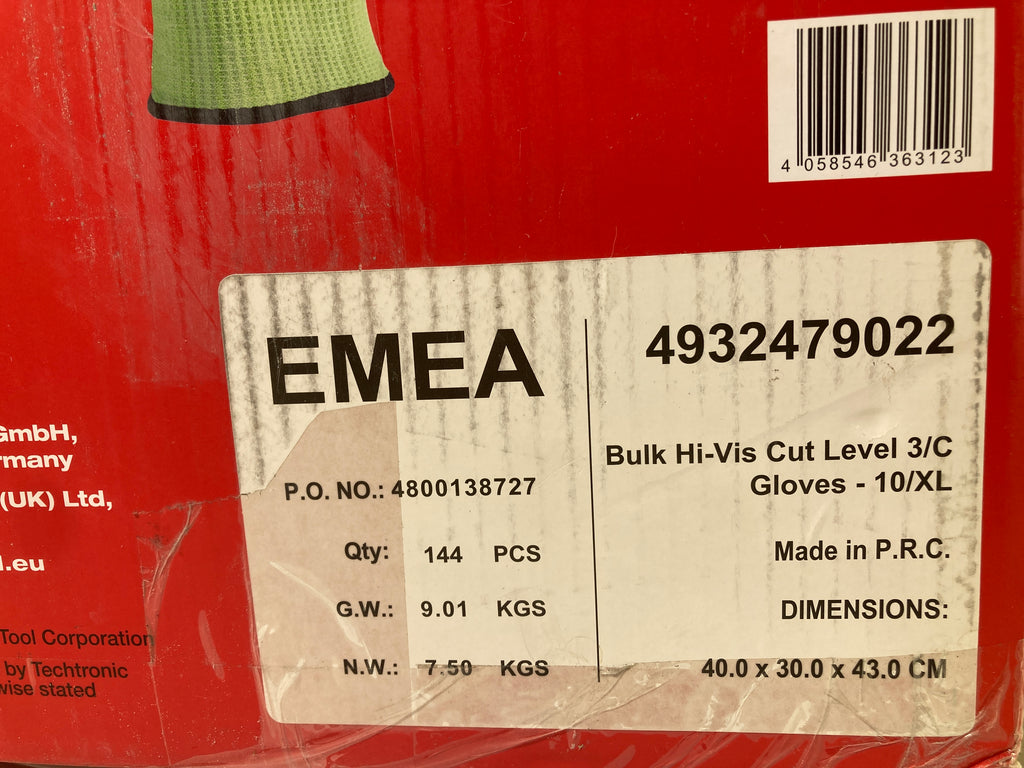 4 058546 363123
EMEA
4932479022
Bulk Hi-Vis Cut Level 3/C
Gloves - 10/XL
P.O. NO.: 4800138727
Qty: 144 PCS
Made in P.R.C.
G.W.: 9.01 KGS
DIMENSIONS:
N.W.: 7.50 KGS
40.0 x 30.0 x 43.0 CM
GmbH,
rmany
(UK) Ltd,
l.eu
Tool Corporation
by Techtronic
wise stated